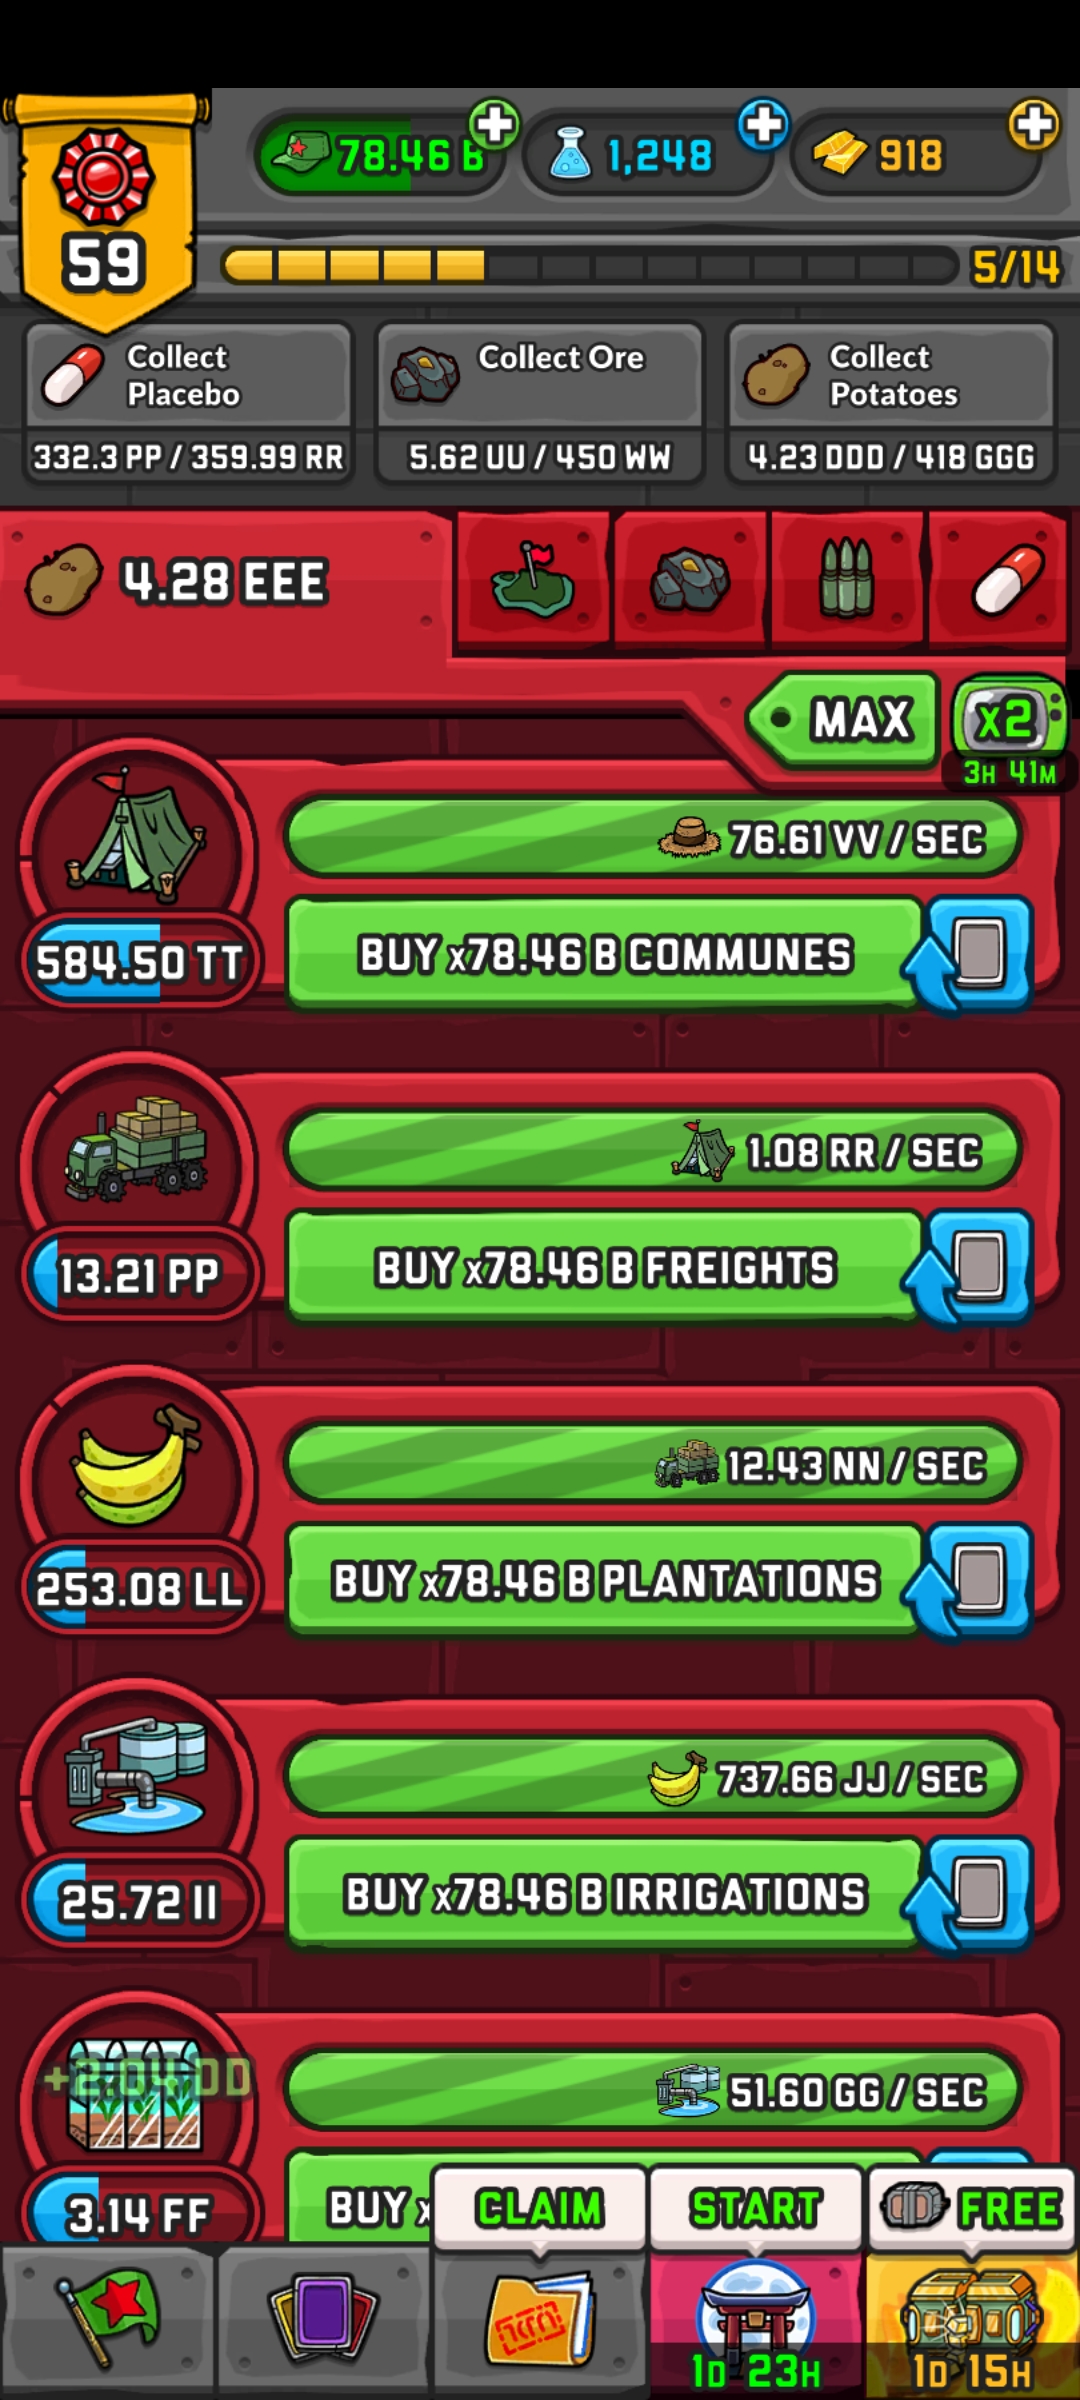 78.46 B
1,248
918
59
5/14
Collect
Placebo
332.3 PP / 359.99 RR
Collect Ore
5.62 UU / 450 WW
Collect
Potatoes
4.23 DDD / 418 GGG
4.28 EEE
MAX
x2
3H 41M
76.61 VV / SEC
584.50 TT
BUY x78.46 B COMMUNES
1.08 RR / SEC
13.21 PP
BUY x78.46 B FREIGHTS
12.43 NN / SEC
253.08 LL
BUY x78.46 B PLANTATIONS
737.66 JJ / SEC
25.72 II
BUY x78.46 B IRRIGATIONS
+2.04 DD
51.60 GG / SEC
3.14 FF
BUY x
CLAIM
START
FREE
1D 23H
1D 15H